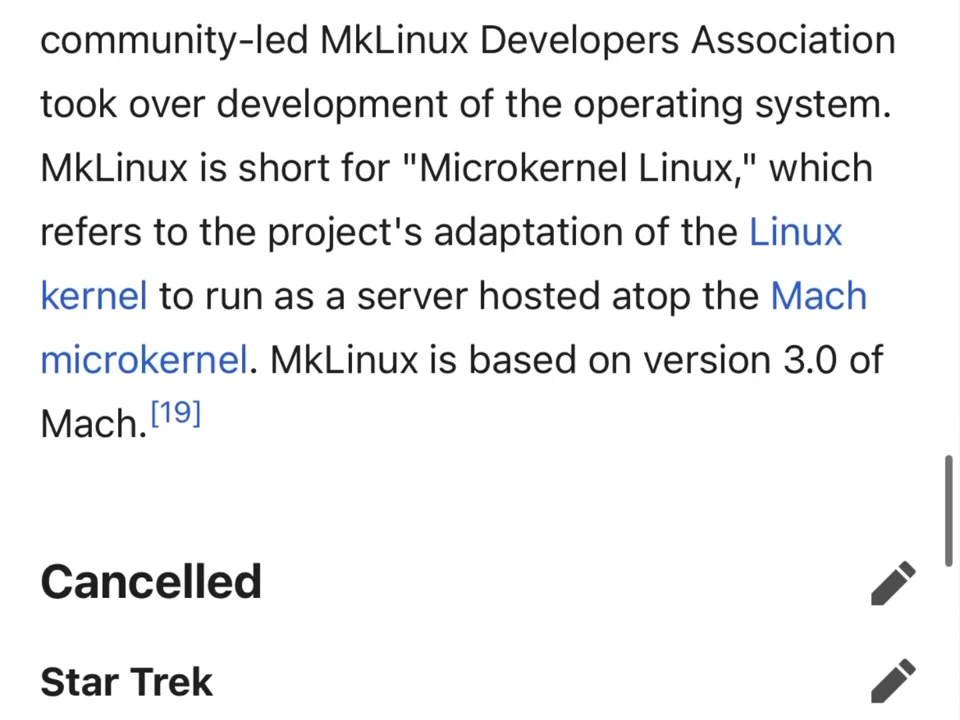 community-led MkLinux Developers Association
took over development of the operating system.
MkLinux is short for "Microkernel Linux," which
refers to the project's adaptation of the Linux
kernel to run as a server hosted atop the Mach
microkernel. MkLinux is based on version 3.0 of
Mach.[19]
Cancelled
Star Trek